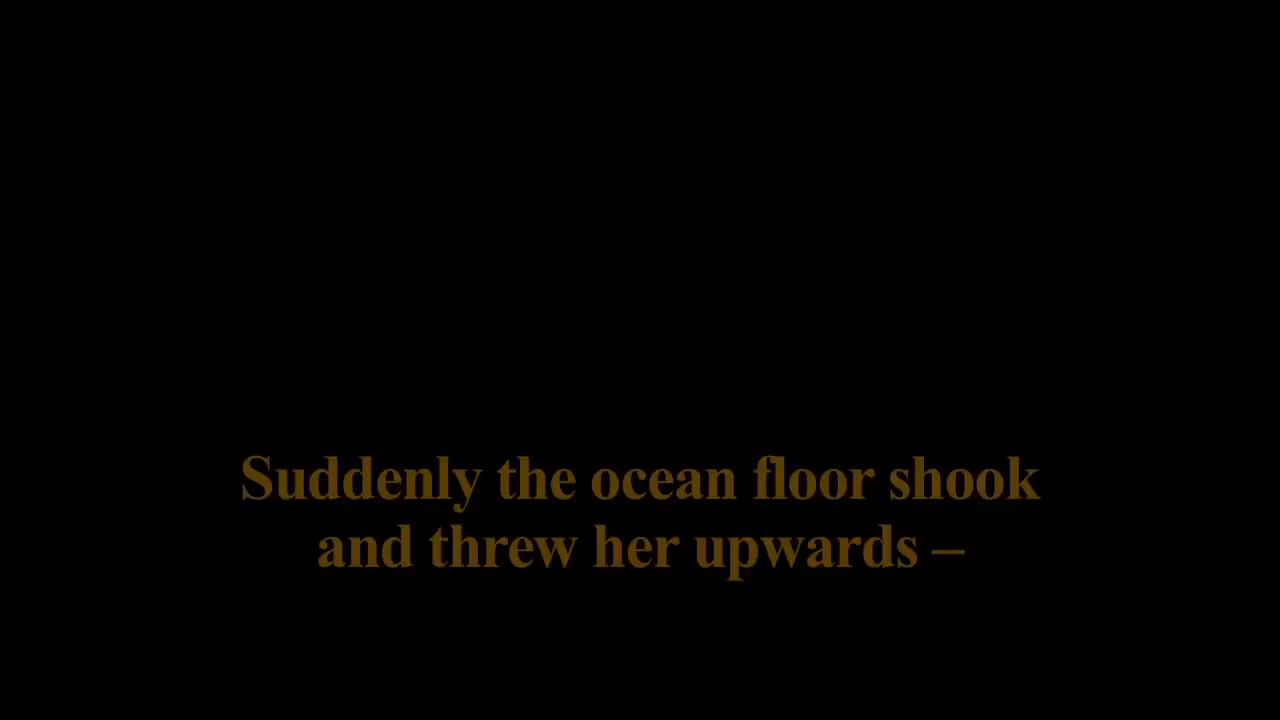 Suddenly the ocean floor shook
and threw her upwards –